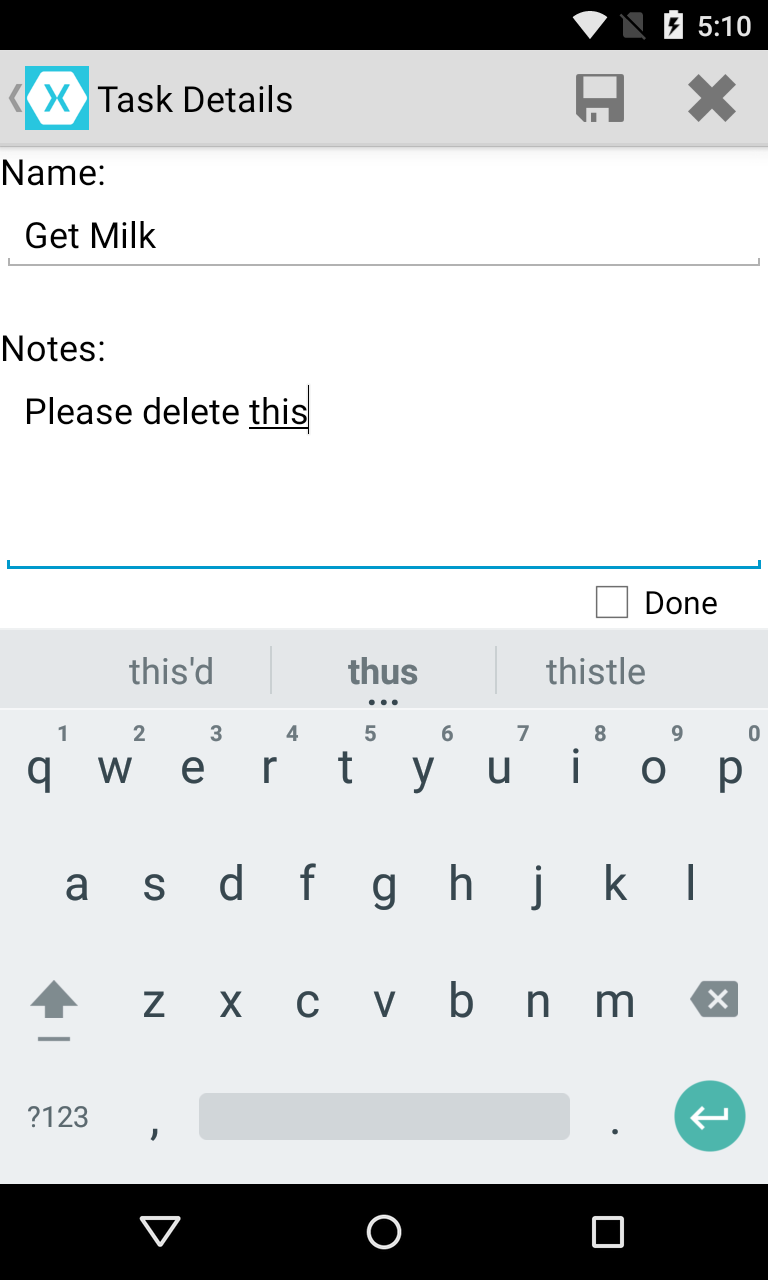 5:10
Task Details
Name:
Get Milk
Notes:
Please delete this
Done
this'd thus thistle
1 2 3 4 5 6 7 8 9 0
q w e r t y u i o p
a s d f g h j k l
z x c v b n m
?123 , .